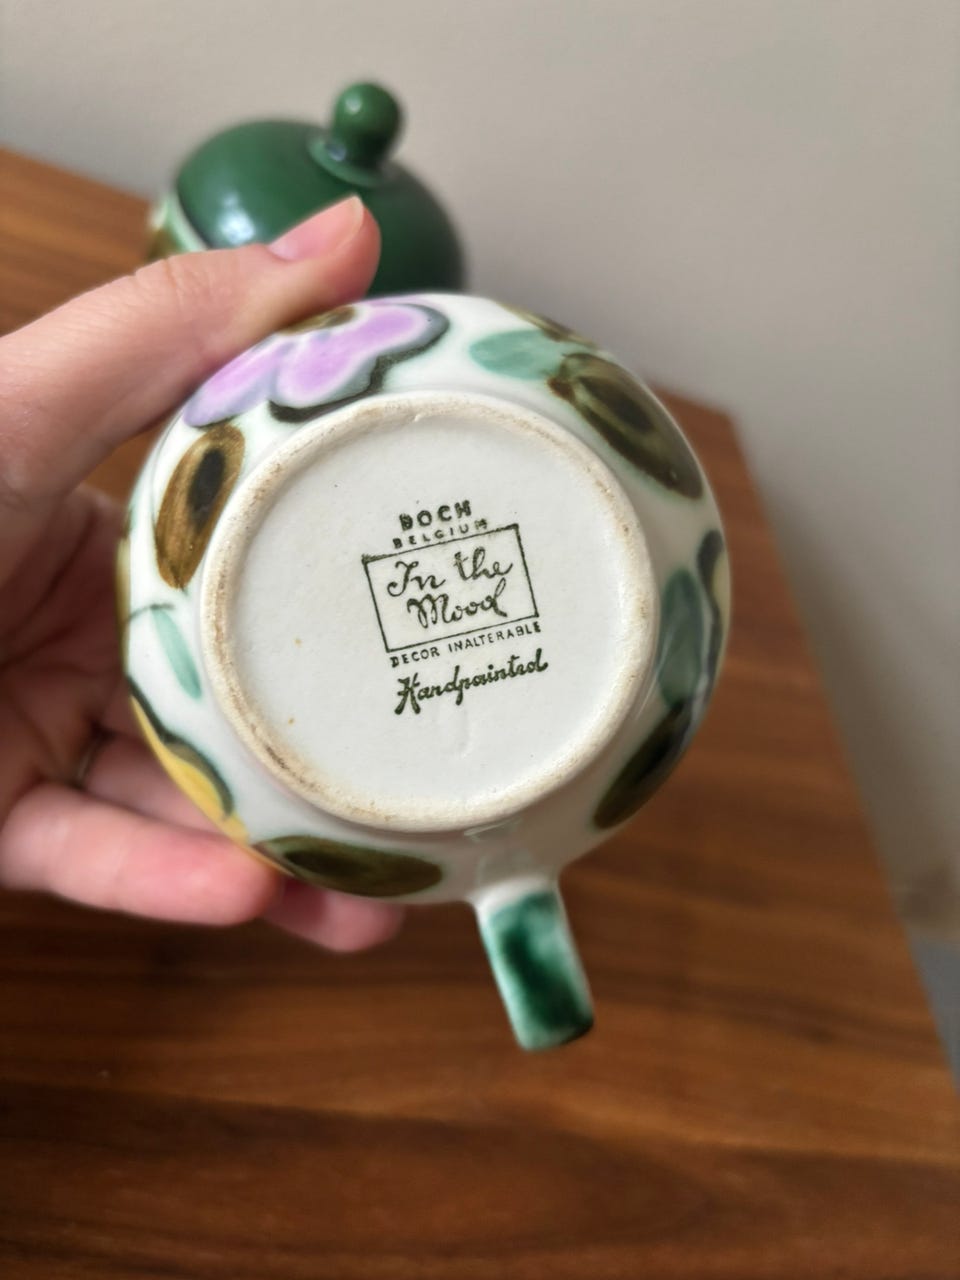 BOCH
BELGIUM
In the
Mood
DECOR INALTERABLE
Handpainted